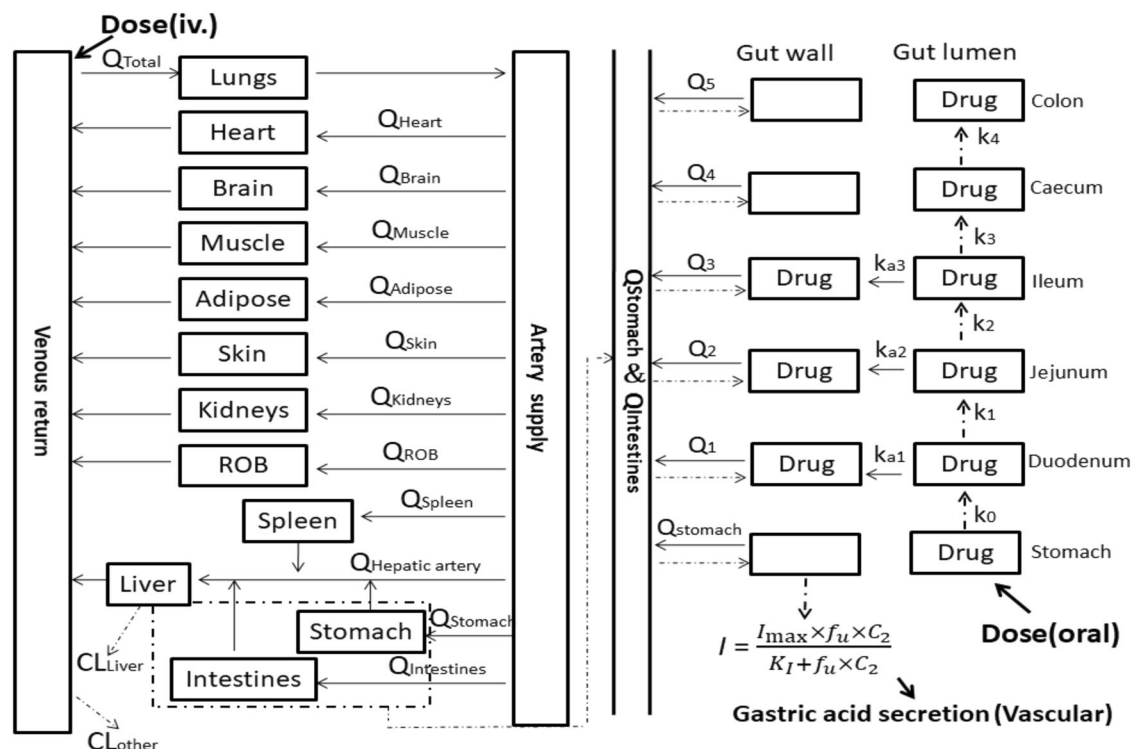 Dose(iv.)
QTotal
Lungs
Heart
QHeart
Brain
QBrain
Muscle
QMuscle
Adipose
QAdipose
Skin
QSkin
Kidneys
QKidneys
ROB
QROB
Spleen
QSpleen
QHepatic artery
Liver
Stomach
QStomach
Intestines
QIntestines
CLLiver
CLother
Venous return
Artery supply
QStomach & QIntestines
Gut wall
Gut lumen
Q5
Drug
Colon
k4
Q4
Drug
Caecum
k3
Q3
Drug
ka3
Drug
Ileum
k2
Q2
Drug
ka2
Drug
Jejunum
k1
Q1
Drug
ka1
Drug
Duodenum
k0
Qstomach
Drug
Stomach
Dose(oral)
I = Imax×fu×C2 / KI+fu×C2
Gastric acid secretion (Vascular)